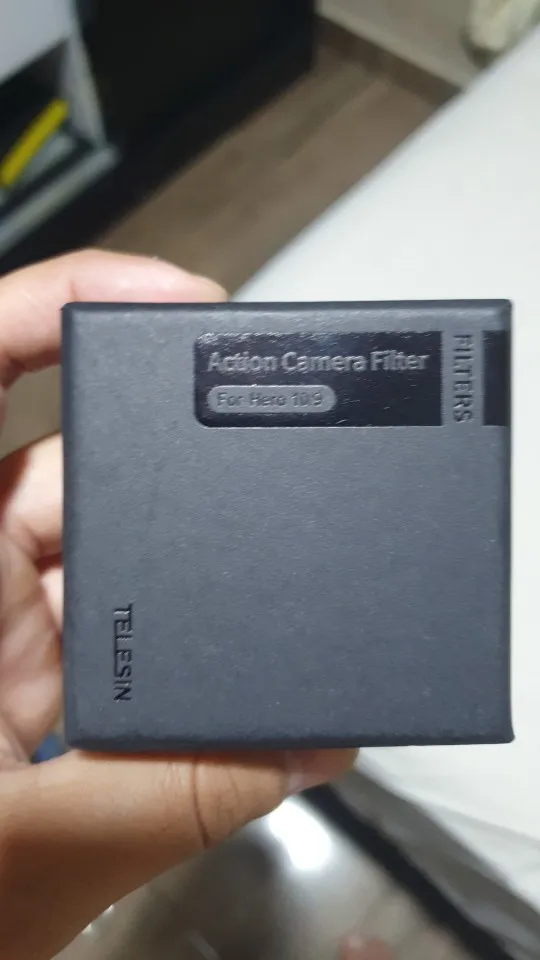 Action Camera Filter
For Hero 10/9
FILTERS
TELESIN